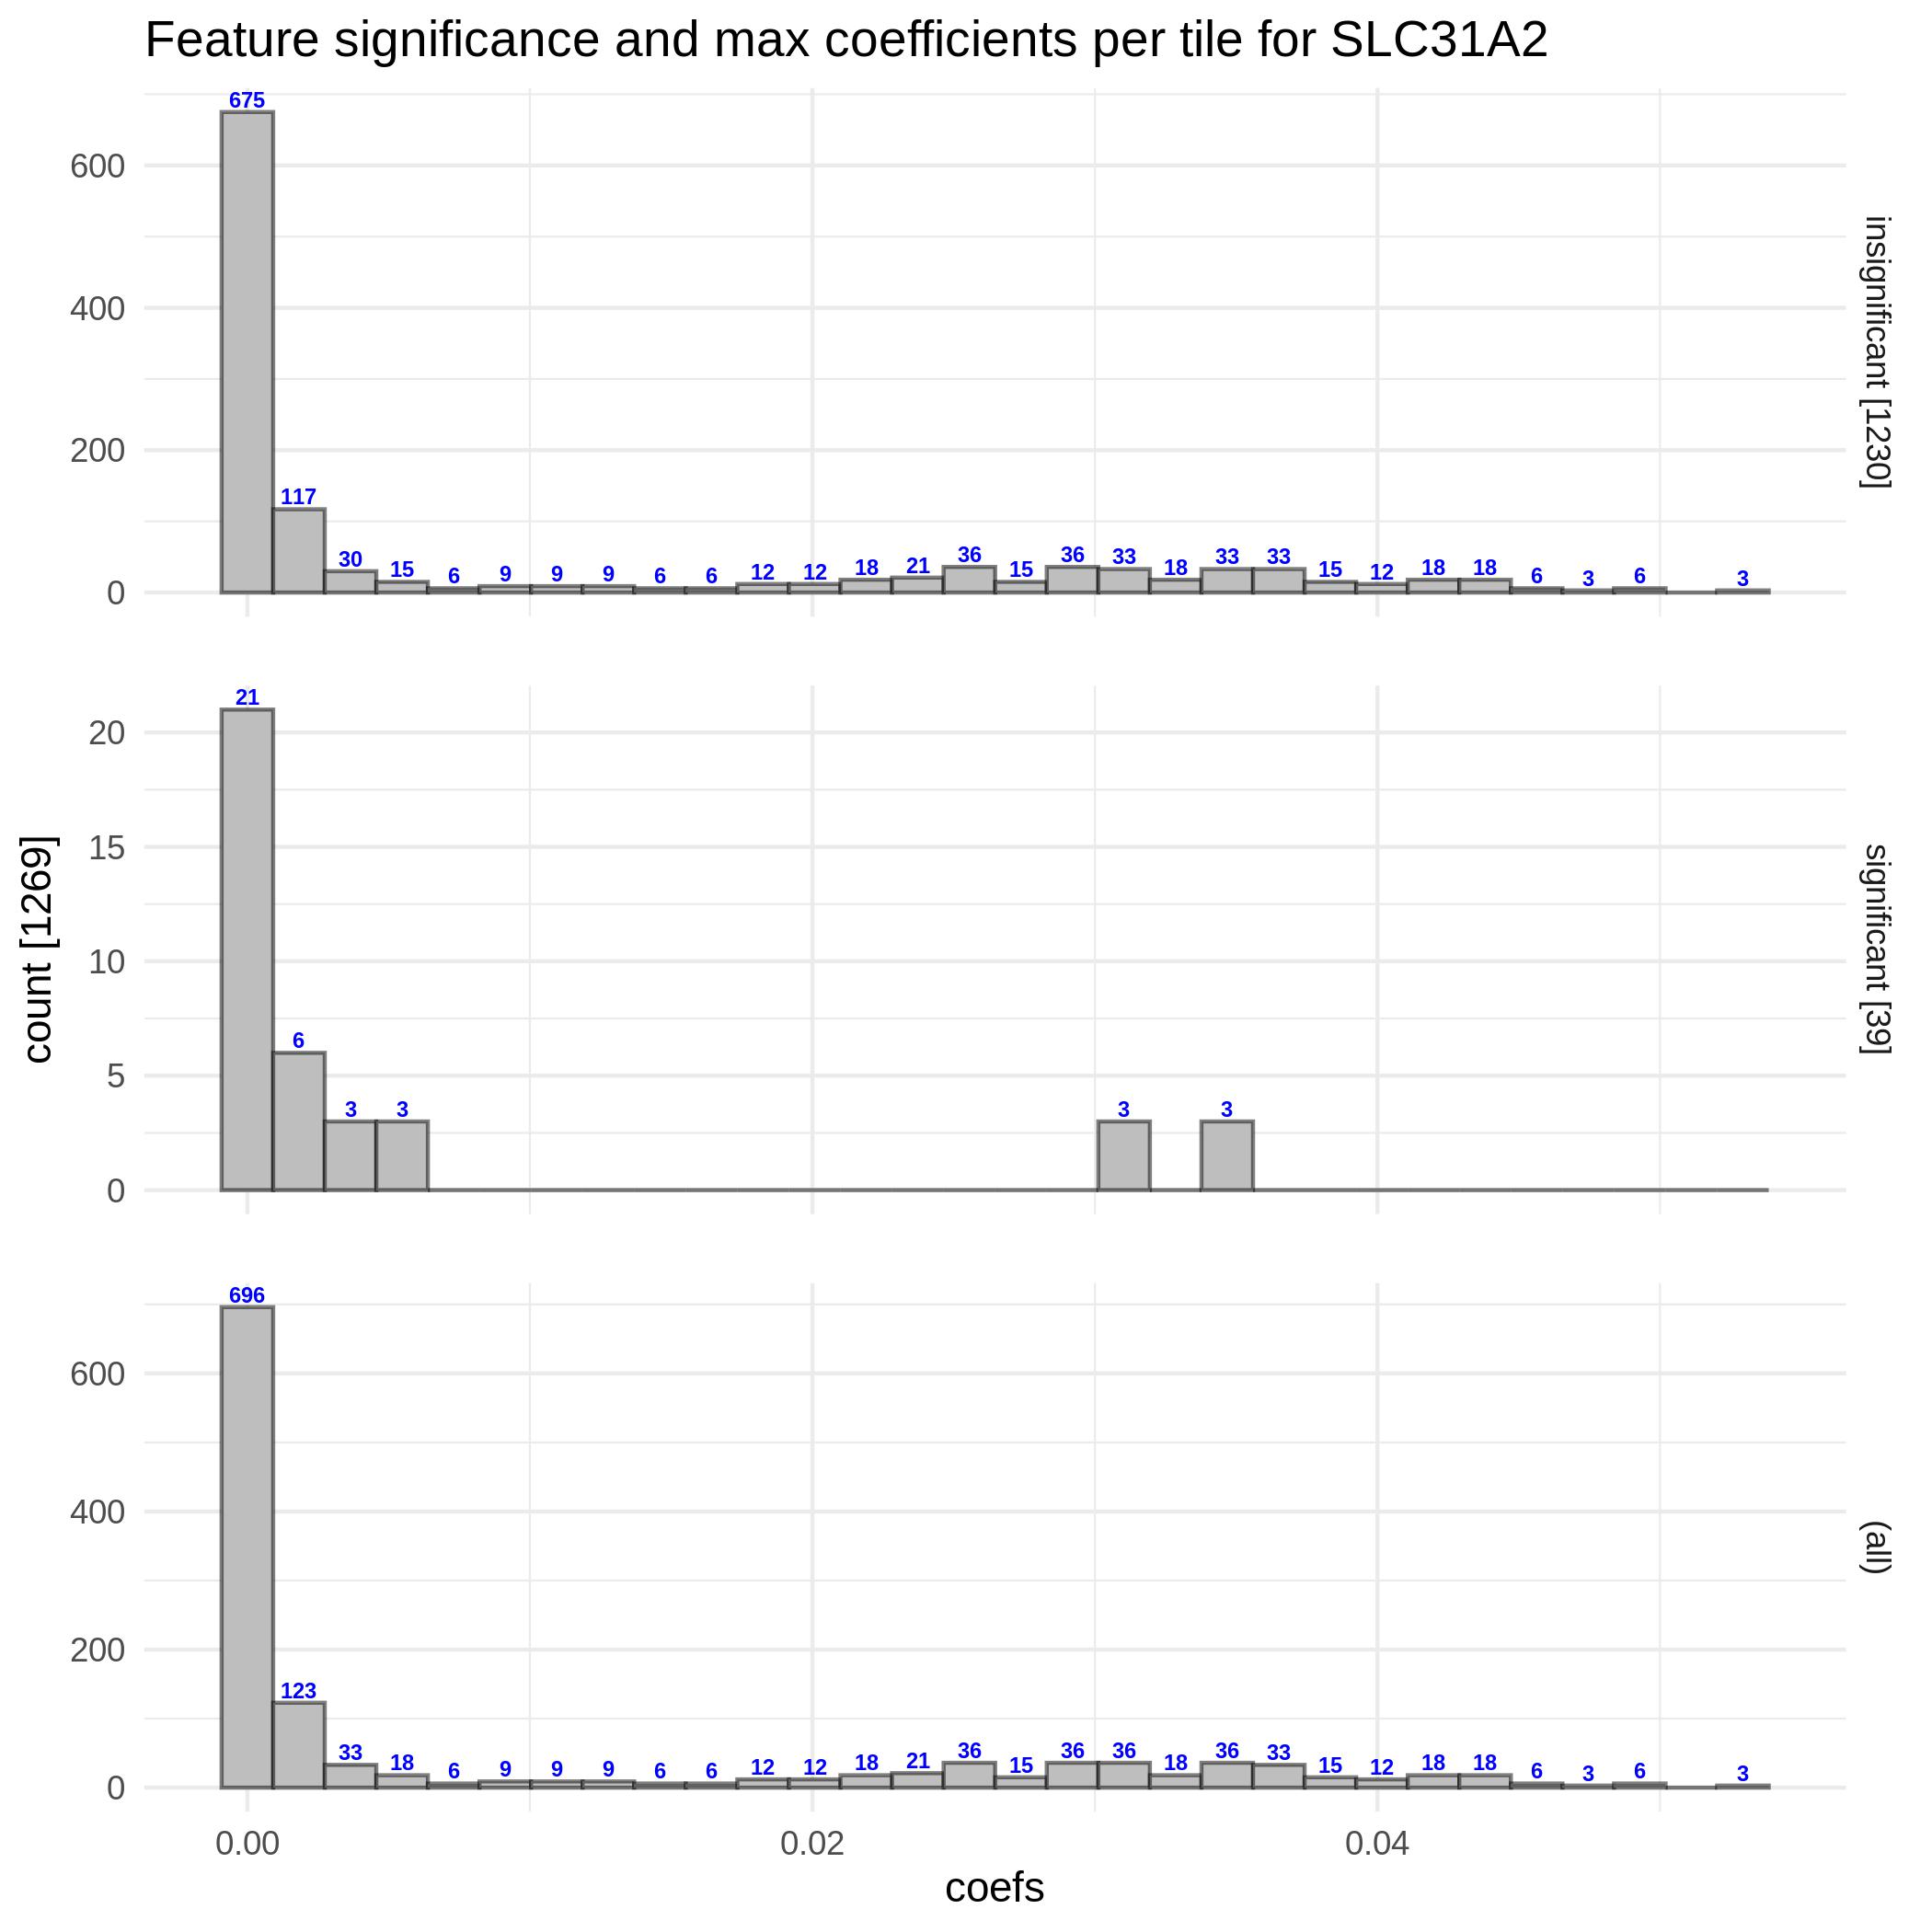 Feature significance and max coefficients per tile for SLC31A2
675
600
400
200
0
117 30 15 6 9 9 9 6 6 12 12 18 21 36 15 36 33 18 33 33 15 12 18 18 6 3 6 3
insignificant [1230]
21
20
15
10
5
0
6 3 3 3 3
significant [39]
count [1269]
696
600
400
200
0
123 33 18 6 9 9 9 6 6 12 12 18 21 36 15 36 36 18 36 33 15 12 18 18 6 3 6 3
(all)
0.00 0.02 0.04
coefs